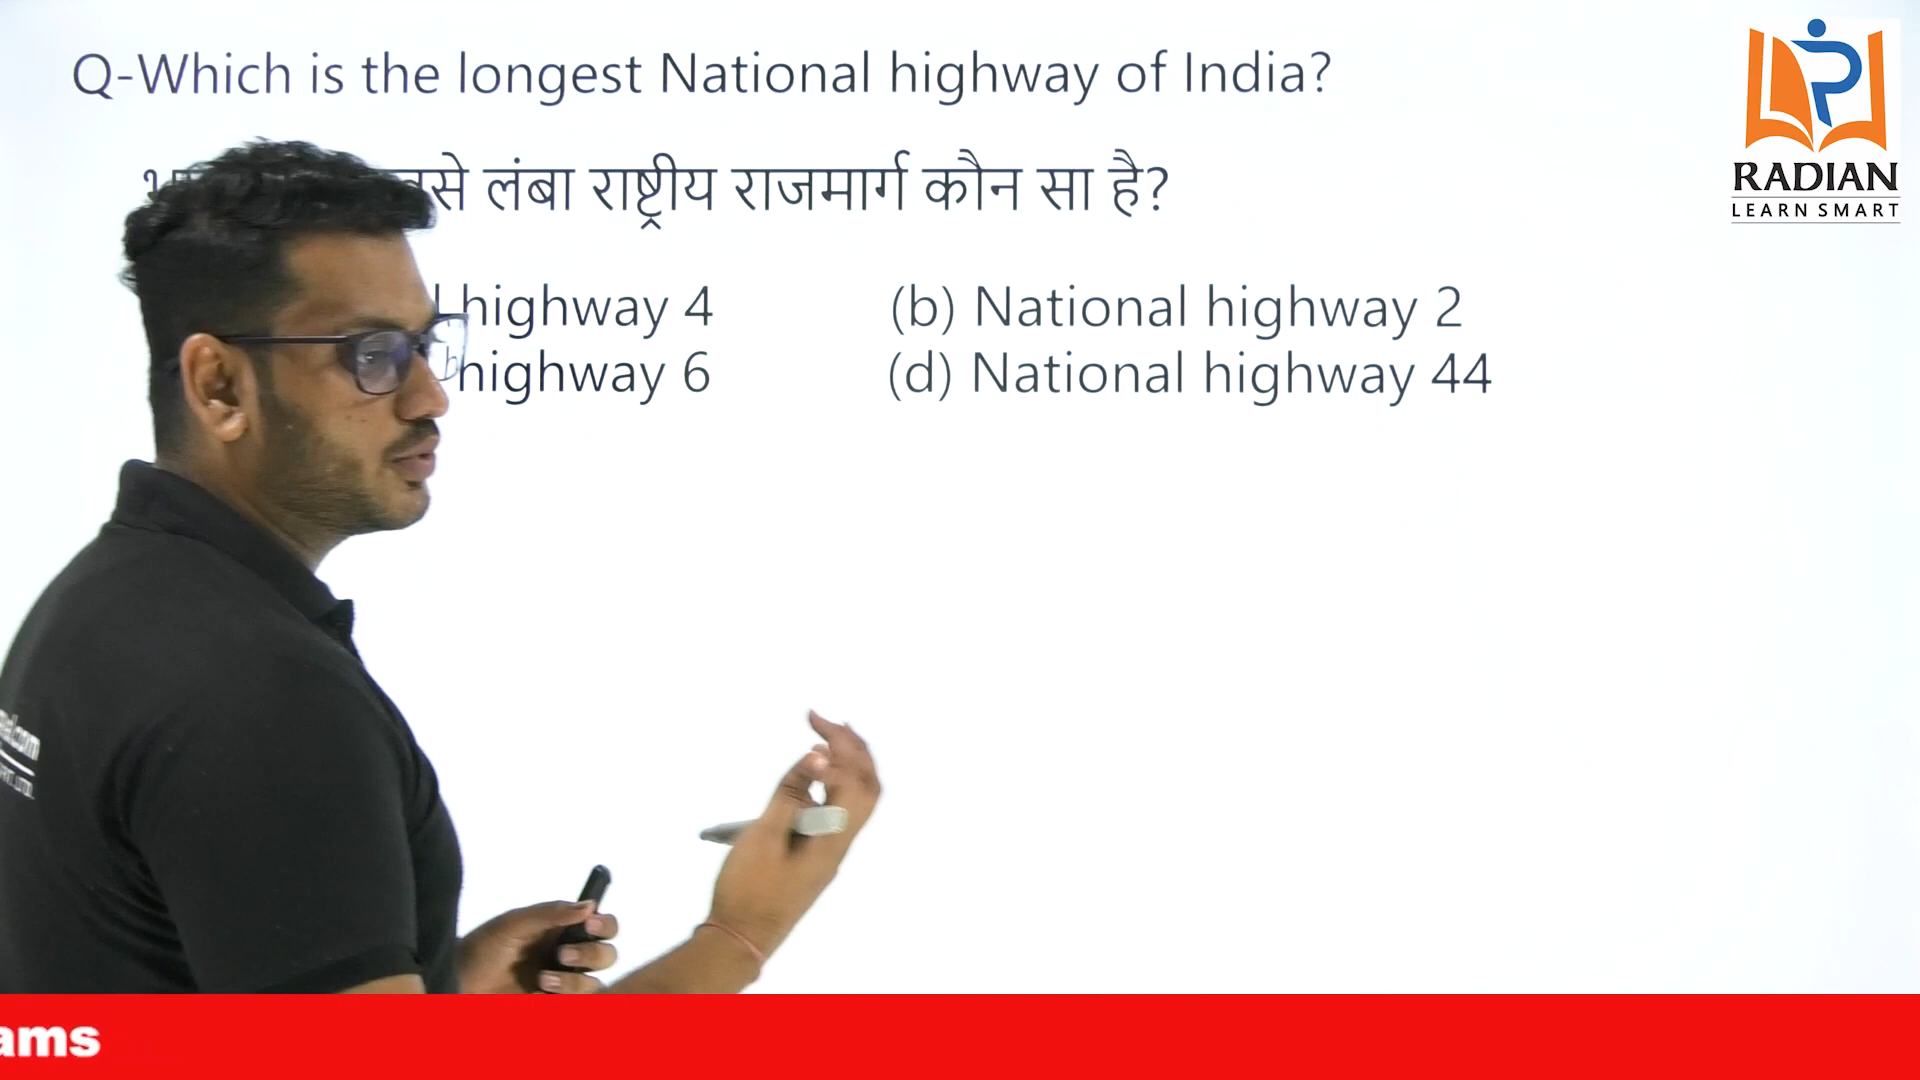 Q-Which is the longest National highway of India?
लंबा राष्ट्रीय राजमार्ग कौन सा है?
highway 4 (b) National highway 2
highway 6 (d) National highway 44
RADIAN
LEARN SMART